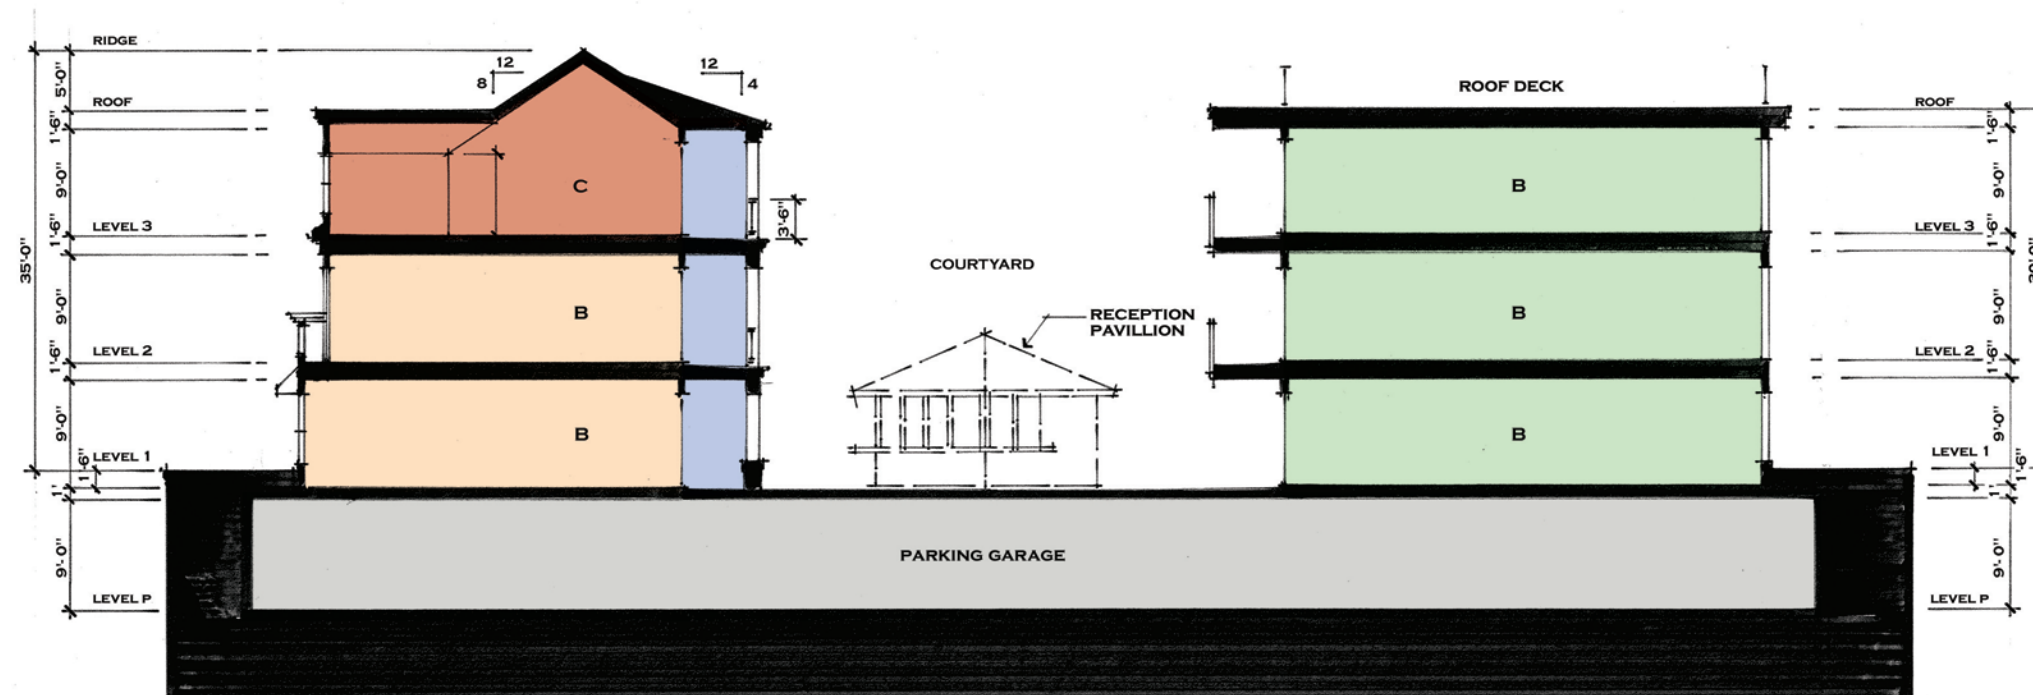 RIDGE
5'-0"
ROOF
1'-6"
9'-0"
LEVEL 3
1'-6"
35'-0"
9'-0"
LEVEL 2
1'-6"
9'-0"
LEVEL 1
1'-6"
1'
9'-0"
LEVEL P
12
8
12
4
C
3'-6"
B
B
COURTYARD
RECEPTION
PAVILLION
PARKING GARAGE
ROOF DECK
B
B
B
ROOF
1'-6"
9'-0"
LEVEL 3
1'-6"
9'-0"
LEVEL 2
1'-6"
9'-0"
LEVEL 1
1'-6"
1'
9'-0"
LEVEL P